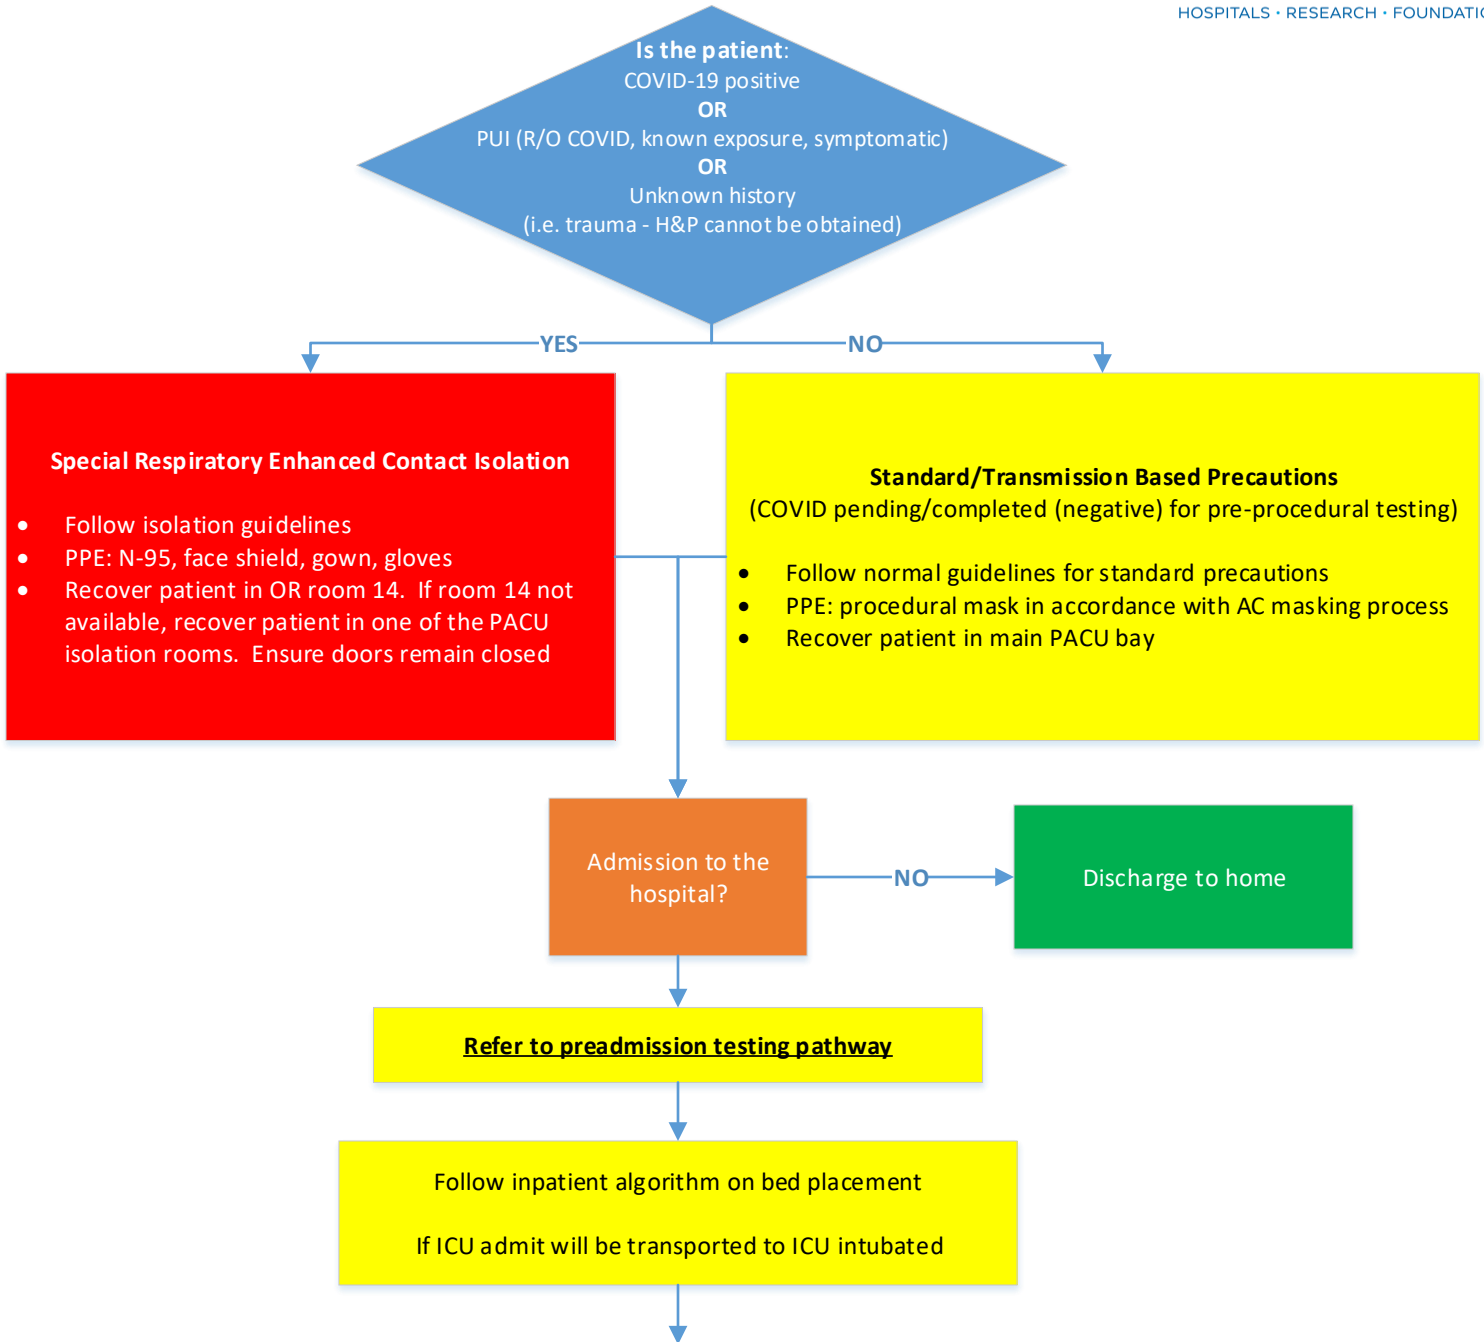 HOSPITALS · RESEARCH · FOUNDATIO
Is the patient:
COVID-19 positive
OR
PUI (R/O COVID, known exposure, symptomatic)
OR
Unknown history
(i.e. trauma - H&P cannot be obtained)
YES
NO
Special Respiratory Enhanced Contact Isolation
• Follow isolation guidelines
• PPE: N-95, face shield, gown, gloves
• Recover patient in OR room 14. If room 14 not
available, recover patient in one of the PACU
isolation rooms. Ensure doors remain closed
Standard/Transmission Based Precautions
(COVID pending/completed (negative) for pre-procedural testing)
• Follow normal guidelines for standard precautions
• PPE: procedural mask in accordance with AC masking process
• Recover patient in main PACU bay
Admission to the
hospital?
NO
Discharge to home
Refer to preadmission testing pathway
Follow inpatient algorithm on bed placement
If ICU admit will be transported to ICU intubated